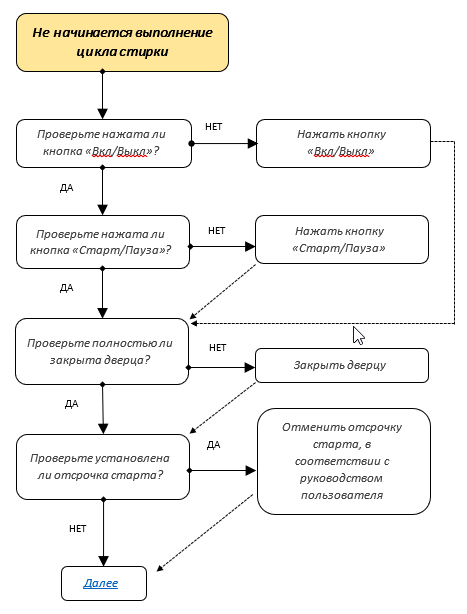 Не начинается выполнение
цикла стирки
Проверьте нажата ли
кнопка «Вкл/Выкл»?
НЕТ
Нажать кнопку
«Вкл/Выкл»
ДА
Проверьте нажата ли
кнопка «Старт/Пауза»?
НЕТ
Нажать кнопку
«Старт/Пауза»
ДА
Проверьте полностью ли
закрыта дверца?
НЕТ
Закрыть дверцу
ДА
Проверьте установлена
ли отсрочка старта?
ДА
Отменить отсрочку
старта, в
соответствии с
руководством
пользователя
НЕТ
Далее